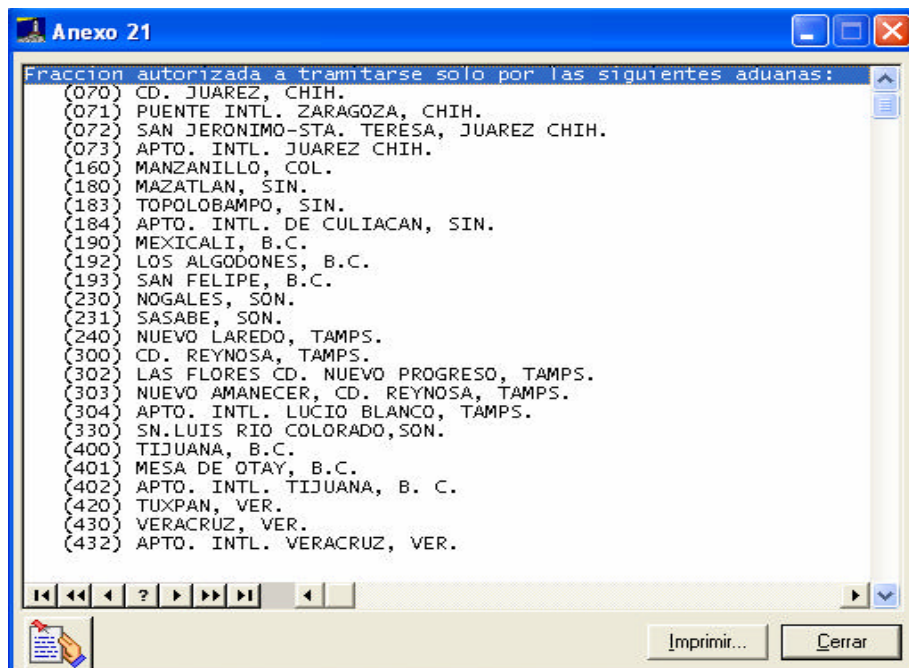 Anexo 21
Fraccion autorizada a tramitarse solo por las siguientes aduanas:
(070) CD. JUAREZ, CHIH.
(071) PUENTE INTL. ZARAGOZA, CHIH.
(072) SAN JERONIMO-STA. TERESA, JUAREZ CHIH.
(073) APTO. INTL. JUAREZ CHIH.
(160) MANZANILLO, COL.
(180) MAZATLAN, SIN.
(183) TOPOLOBAMPO, SIN.
(184) APTO. INTL. DE CULIACAN, SIN.
(190) MEXICALI, B.C.
(192) LOS ALGODONES, B.C.
(193) SAN FELIPE, B.C.
(230) NOGALES, SON.
(231) SASABE, SON.
(240) NUEVO LAREDO, TAMPS.
(300) CD. REYNOSA, TAMPS.
(302) LAS FLORES CD. NUEVO PROGRESO, TAMPS.
(303) NUEVO AMANECER, CD. REYNOSA, TAMPS.
(304) APTO. INTL. LUCIO BLANCO, TAMPS.
(330) SN.LUIS RIO COLORADO,SON.
(400) TIJUANA, B.C.
(401) MESA DE OTAY, B.C.
(402) APTO. INTL. TIJUANA, B. C.
(420) TUXPAN, VER.
(430) VERACRUZ, VER.
(432) APTO. INTL. VERACRUZ, VER.
?
Imprimir... Cerrar